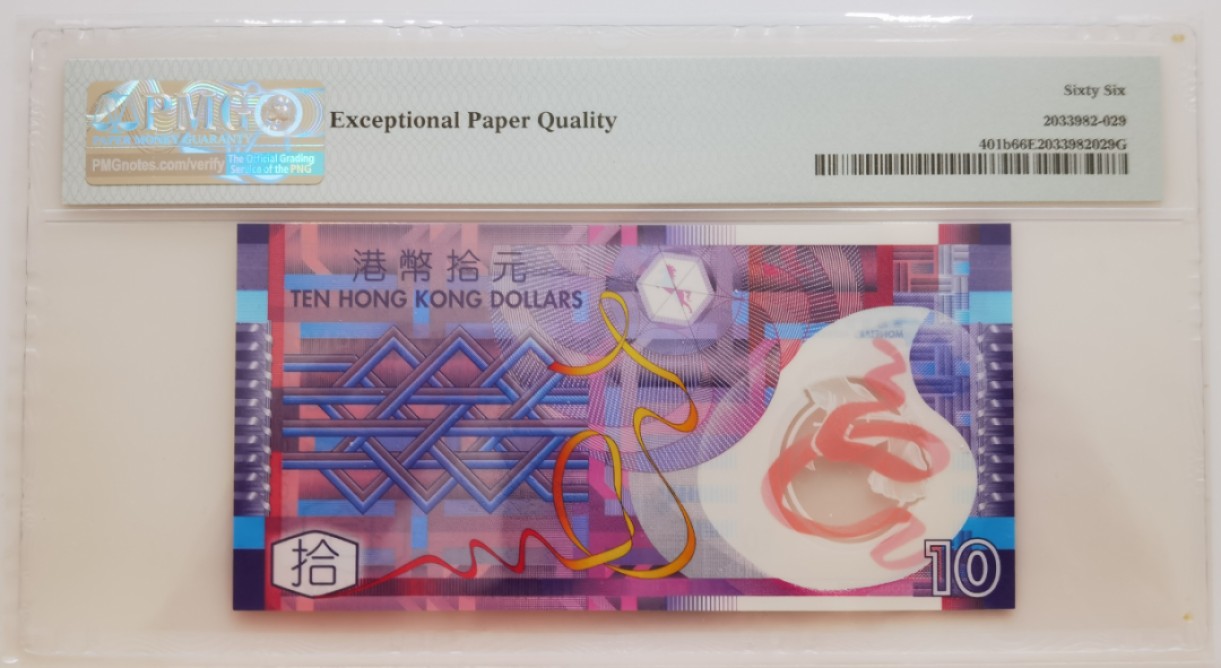 PMG
PAPER MONEY GUARANTY
PMGnotes.com/verify
The Official Grading
Service of the PNG
Exceptional Paper Quality
Sixty Six
2033982-029
401b66E2033982029G
港幣拾元
TEN HONG KONG DOLLARS
拾
10